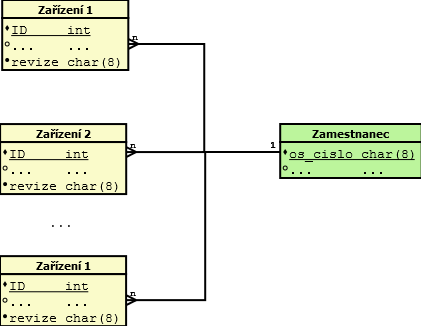 Zařízení 1
ID int
... ...
revize char(8)
n
Zařízení 2
ID int
... ...
revize char(8)
n
1
Zamestnanec
os_cislo char(8)
... ...
...
Zařízení 1
ID int
... ...
revize char(8)
n